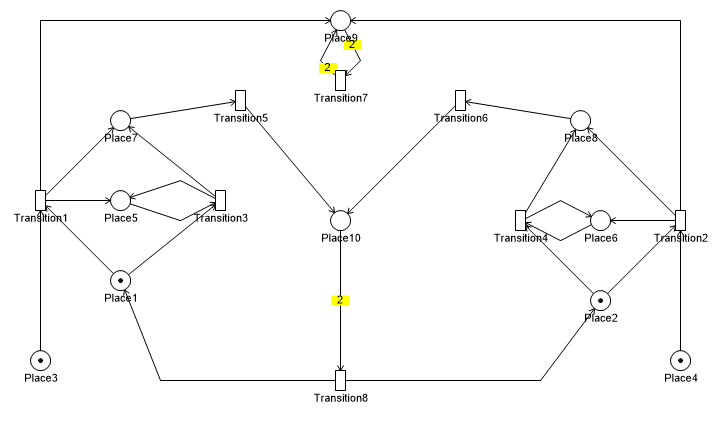 Place9
2
2
Transition7
Transition5
Transition6
Place7
Place8
Transition1
Place5
Transition3
Place10
Transition4
Place6
Transition2
Place1
2
Place2
Place3
Transition8
Place4